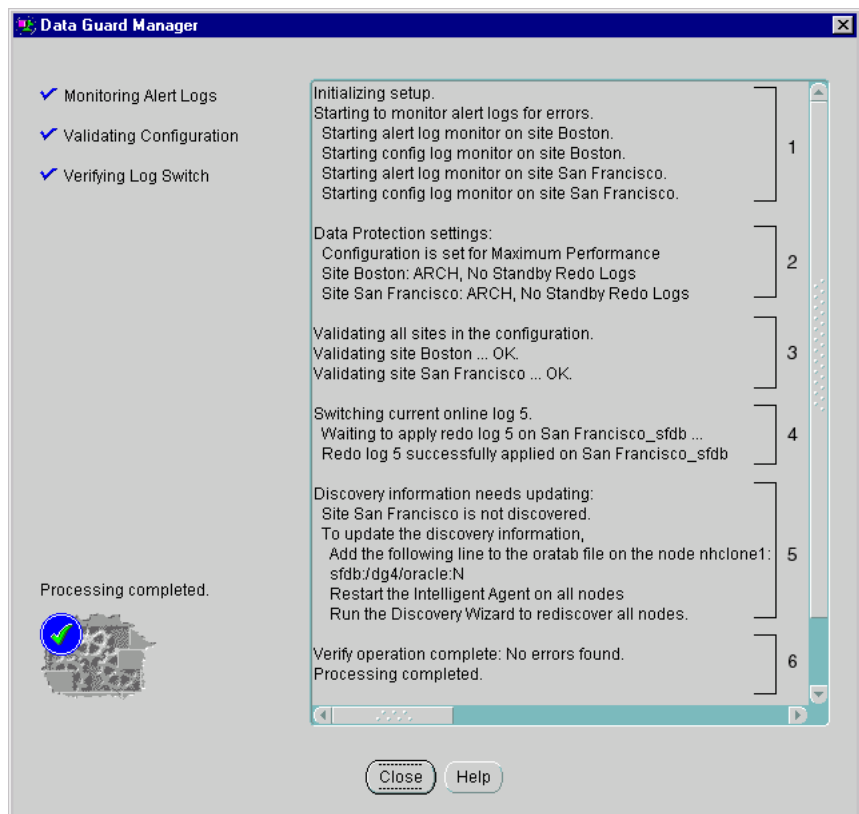 Data Guard Manager
Monitoring Alert Logs
Validating Configuration
Verifying Log Switch
Processing completed.
Initializing setup.
Starting to monitor alert logs for errors.
Starting alert log monitor on site Boston.
Starting config log monitor on site Boston.
Starting alert log monitor on site San Francisco.
Starting config log monitor on site San Francisco.
1
Data Protection settings:
Configuration is set for Maximum Performance
Site Boston: ARCH, No Standby Redo Logs
Site San Francisco: ARCH, No Standby Redo Logs
2
Validating all sites in the configuration.
Validating site Boston ... OK.
Validating site San Francisco ... OK.
3
Switching current online log 5.
Waiting to apply redo log 5 on San Francisco_sfdb ...
Redo log 5 successfully applied on San Francisco_sfdb
4
Discovery information needs updating:
Site San Francisco is not discovered.
To update the discovery information,
Add the following line to the oratab file on the node nhclone1:
sfdb:/dg4/oracle:N
Restart the Intelligent Agent on all nodes
Run the Discovery Wizard to rediscover all nodes.
5
Verify operation complete: No errors found.
Processing completed.
6
Close
Help